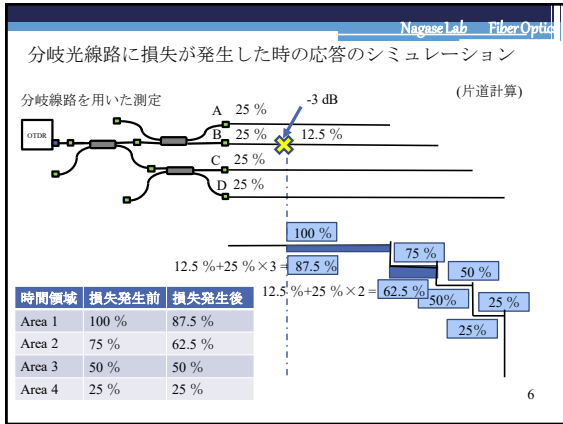 Nagase Lab Fiber Optic
分岐光線路に損失が発生した時の応答のシミュレーション
(片道計算)
分岐線路を用いた測定
-3 dB
OTDR
A 25 %
B 25 % 12.5 %
C 25 %
D 25 %
100 %
75 %
12.5 %+25 %×3 = 87.5 %
50 %
12.5 %+25 %×2 = 62.5 %
50%
25 %
25%
時間領域 損失発生前 損失発生後
Area 1 100 % 87.5 %
Area 2 75 % 62.5 %
Area 3 50 % 50 %
Area 4 25 % 25 %
6